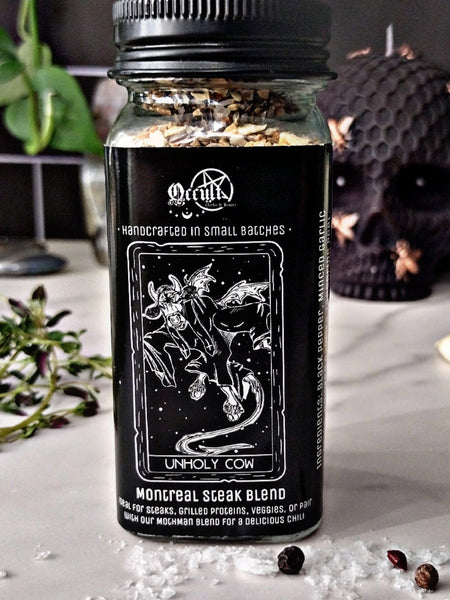 Occult
HANDCRAFTED IN SMALL BATCHES
UNHOLY COW
MONTREAL STEAK BLEND
IDEAL FOR STEAKS, GRILLED PROTEINS, VEGGIES, OR PAIR
WITH OUR MOTHMAN BLEND FOR A DELICIOUS CHILI
INGREDIENTS: BLACK PEPPER, MINCED GARLIC